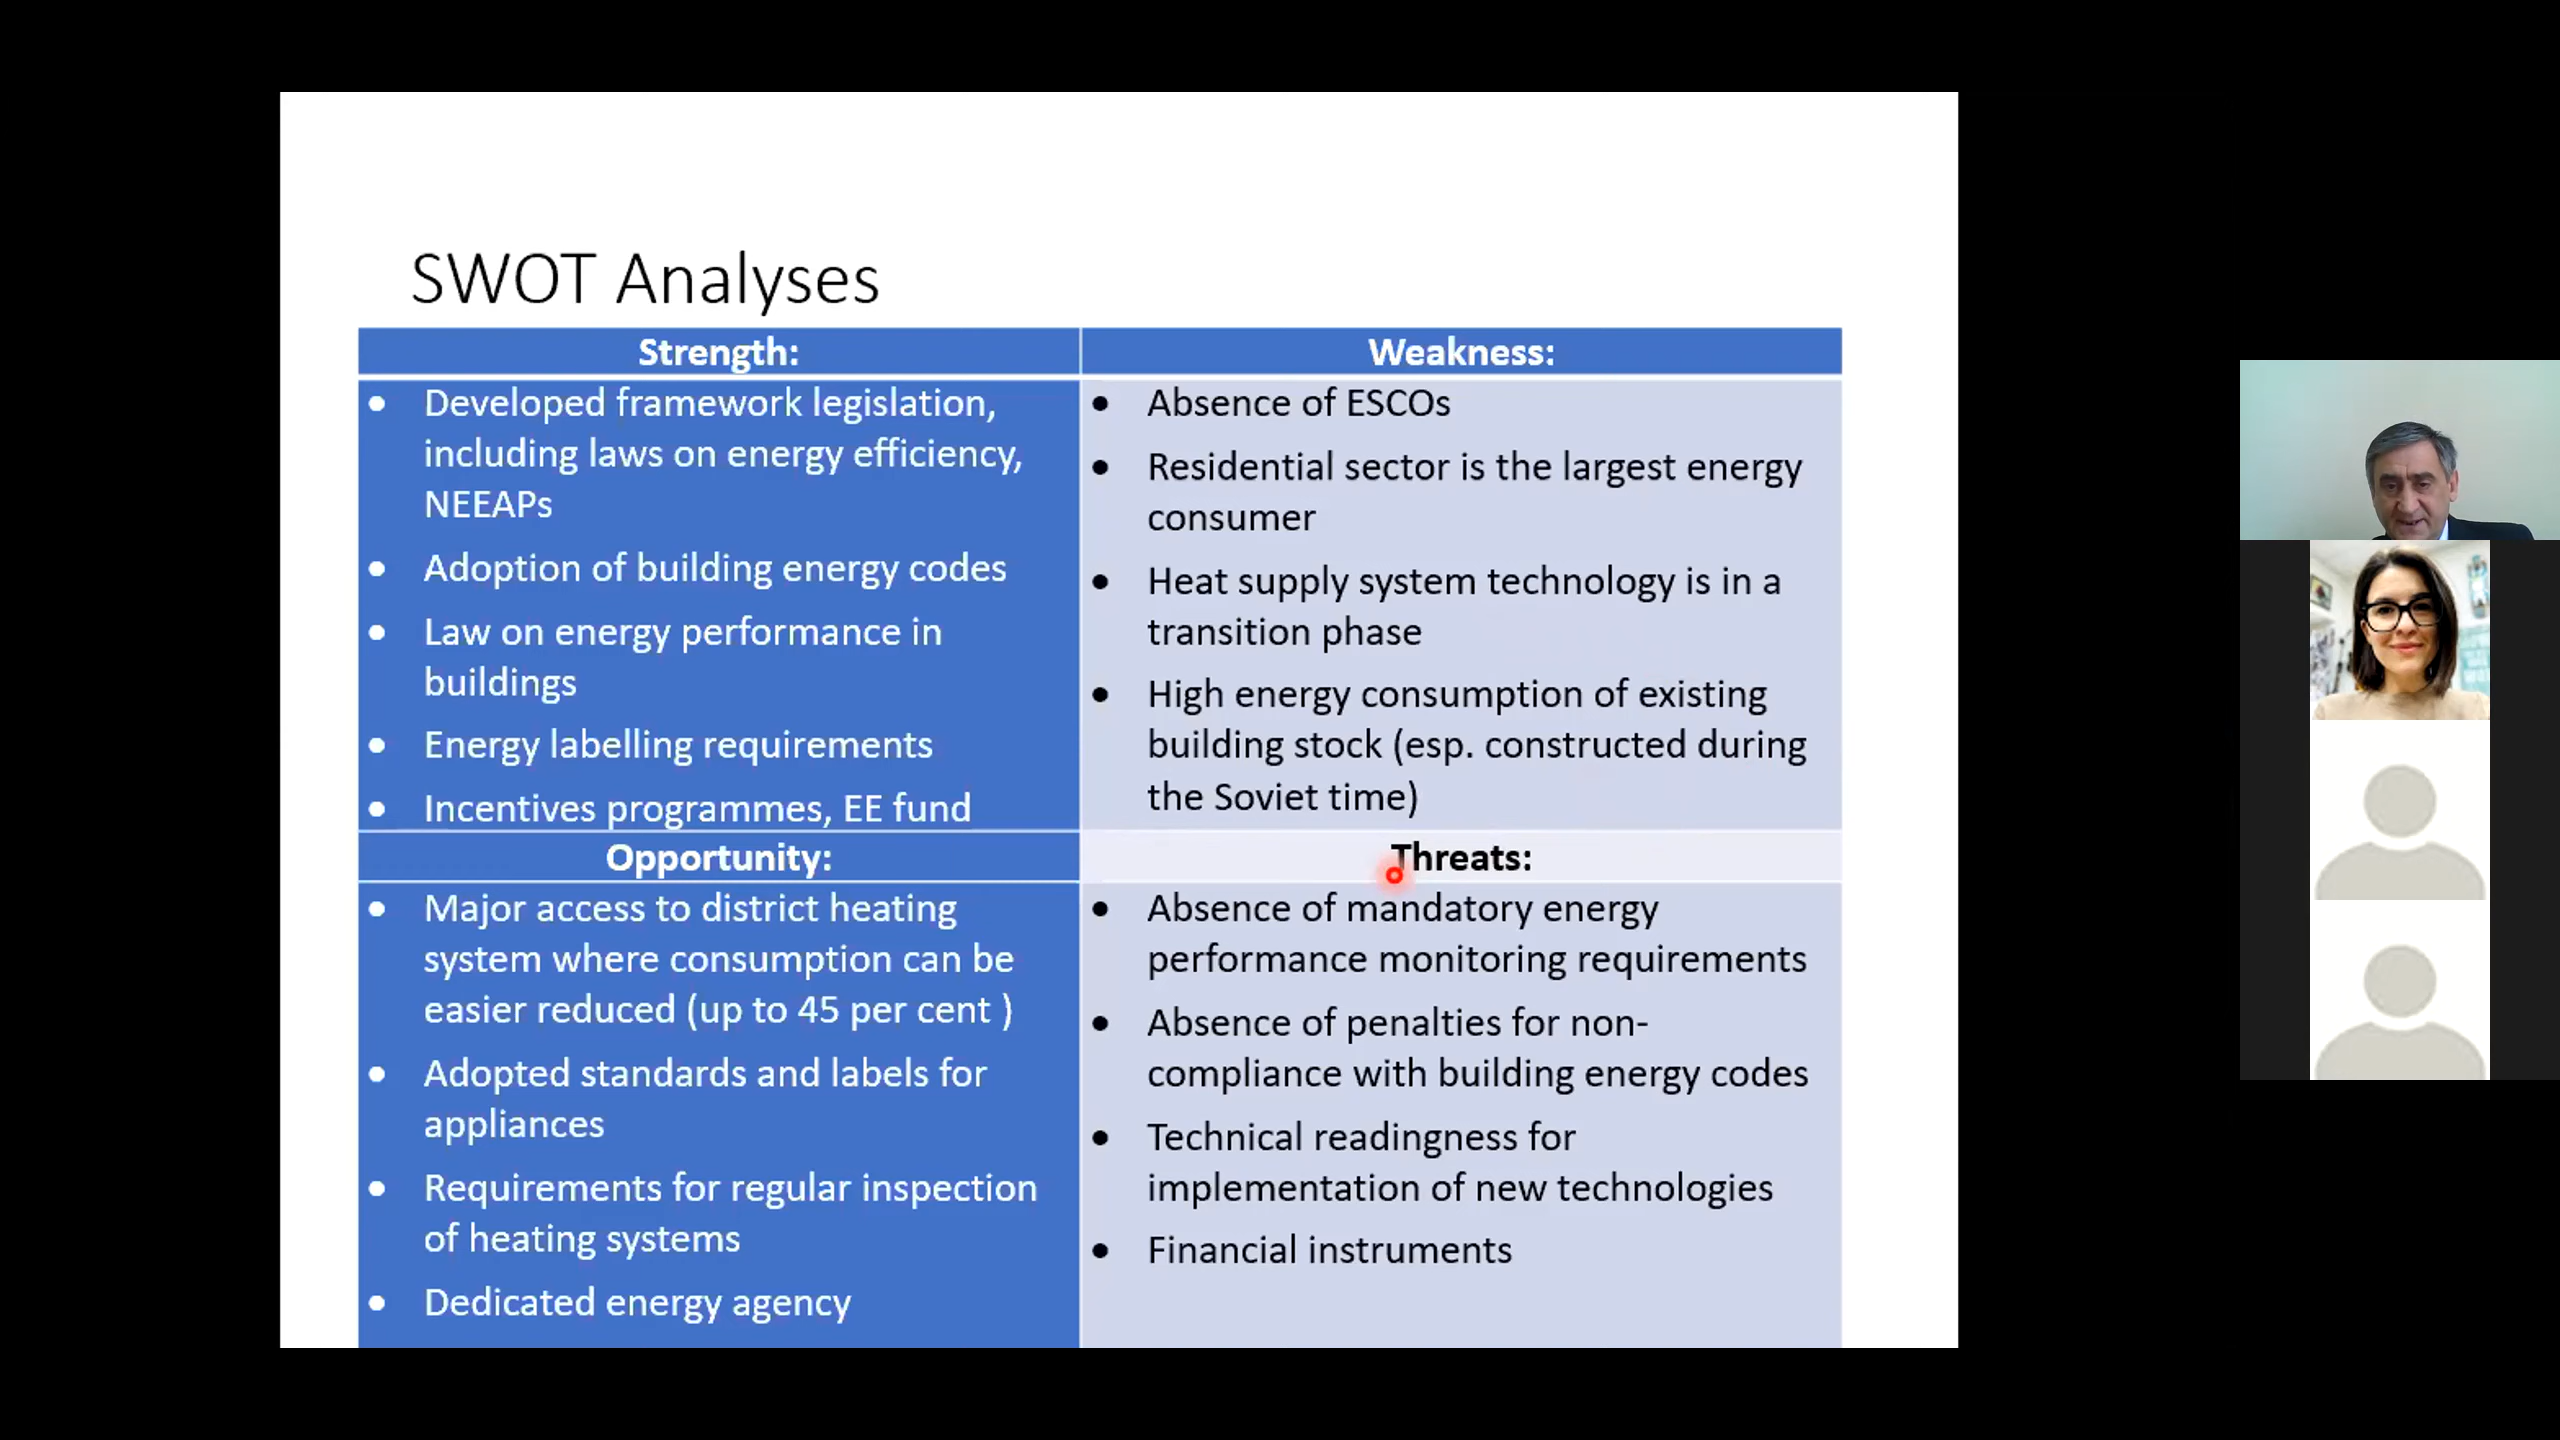 SWOT Analyses
Strength:
Developed framework legislation,
including laws on energy efficiency,
NEEAPs
Adoption of building energy codes
Law on energy performance in
buildings
Energy labelling requirements
Incentives programmes, EE fund
Weakness:
Absence of ESCOs
Residential sector is the largest energy
consumer
Heat supply system technology is in a
transition phase
High energy consumption of existing
building stock (esp. constructed during
the Soviet time)
Opportunity:
Major access to district heating
system where consumption can be
easier reduced (up to 45 per cent )
Adopted standards and labels for
appliances
Requirements for regular inspection
of heating systems
Dedicated energy agency
Threats:
Absence of mandatory energy
performance monitoring requirements
Absence of penalties for non-
compliance with building energy codes
Technical readingness for
implementation of new technologies
Financial instruments